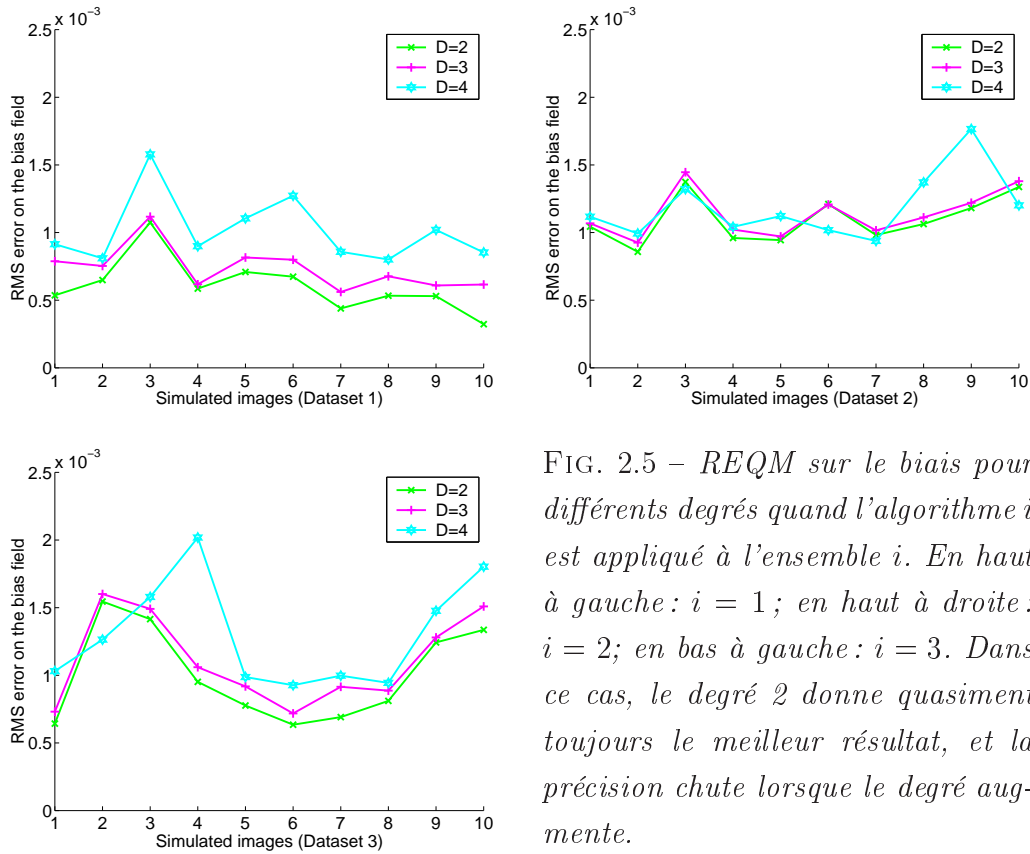 x 10⁻³
2.5
2
1.5
1
0.5
0
RMS error on the bias field
D=2
D=3
D=4
1 2 3 4 5 6 7 8 9 10
Simulated images (Dataset 1)
x 10⁻³
2.5
2
1.5
1
0.5
0
RMS error on the bias field
D=2
D=3
D=4
1 2 3 4 5 6 7 8 9 10
Simulated images (Dataset 2)
x 10⁻³
2.5
2
1.5
1
0.5
0
RMS error on the bias field
D=2
D=3
D=4
1 2 3 4 5 6 7 8 9 10
Simulated images (Dataset 3)
FIG. 2.5 – REQM sur le biais pour
différents degrés quand l'algorithme i
est appliqué à l'ensemble i. En haut
à gauche : i = 1 ; en haut à droite :
i = 2; en bas à gauche : i = 3. Dans
ce cas, le degré 2 donne quasiment
toujours le meilleur résultat, et la
précision chute lorsque le degré aug-
mente.